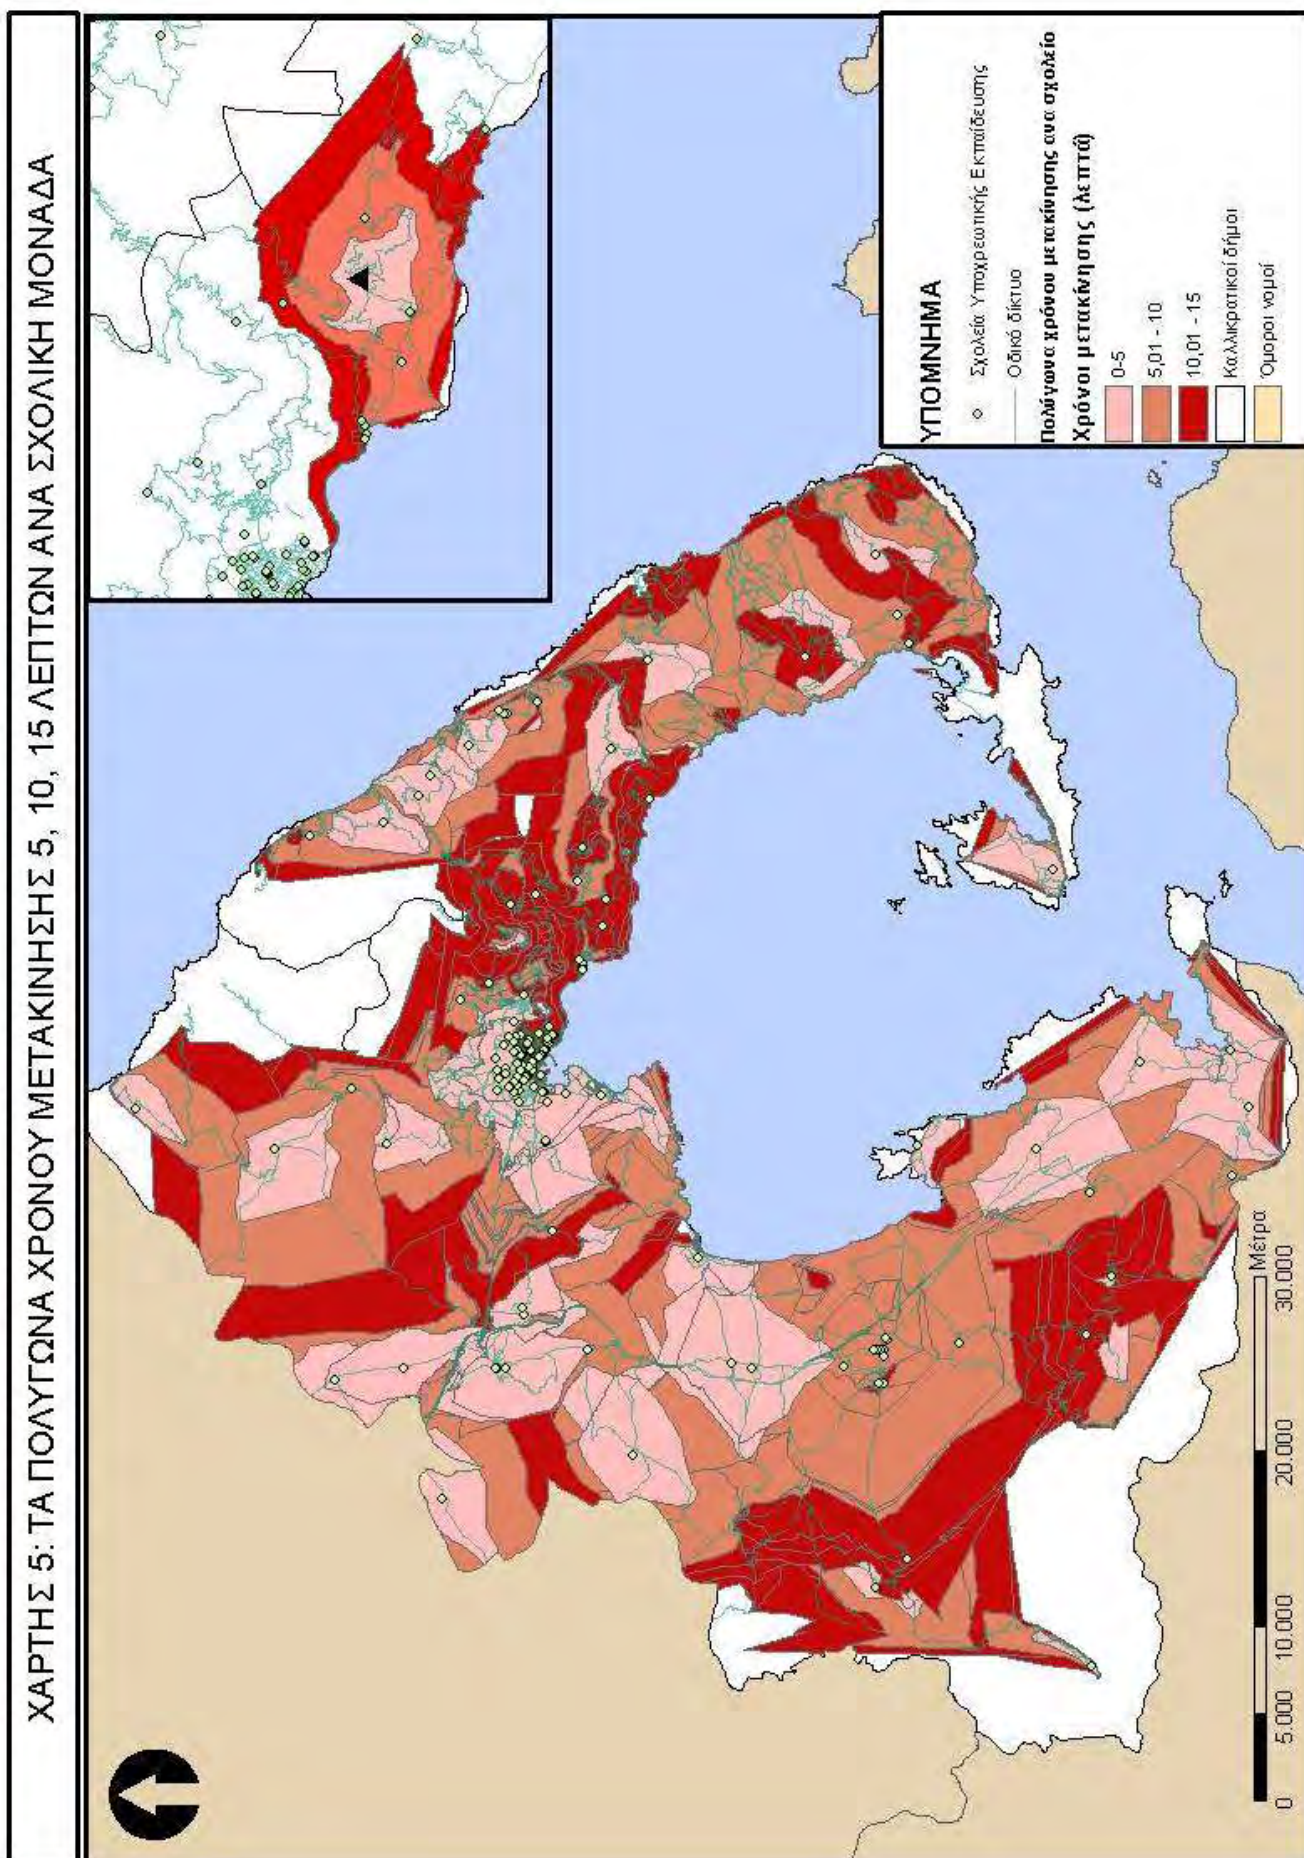 ΧΑΡΤΗΣ 5: ΤΑ ΠΟΛΥΓΩΝΑ ΧΡΟΝΟΥ ΜΕΤΑΚΙΝΗΣΗΣ 5, 10, 15 ΛΕΠΤΩΝ ΑΝΑ ΣΧΟΛΙΚΗ ΜΟΝΑΔΑ
ΥΠΟΜΝΗΜΑ
Σχολεία Υποχρεωτικής Εκπαίδευσης
Οδικό δίκτυο
Πολύγωνα χρόνου μετακίνησης ανα σχολείο
Χρόνοι μετακίνησης (λεπτά)
0-5
5,01 - 10
10,01 - 15
Καλλικρατικοί δήμοι
Όμοροι νομοί
0 5.000 10.000 20.000 30.000
Μέτρα